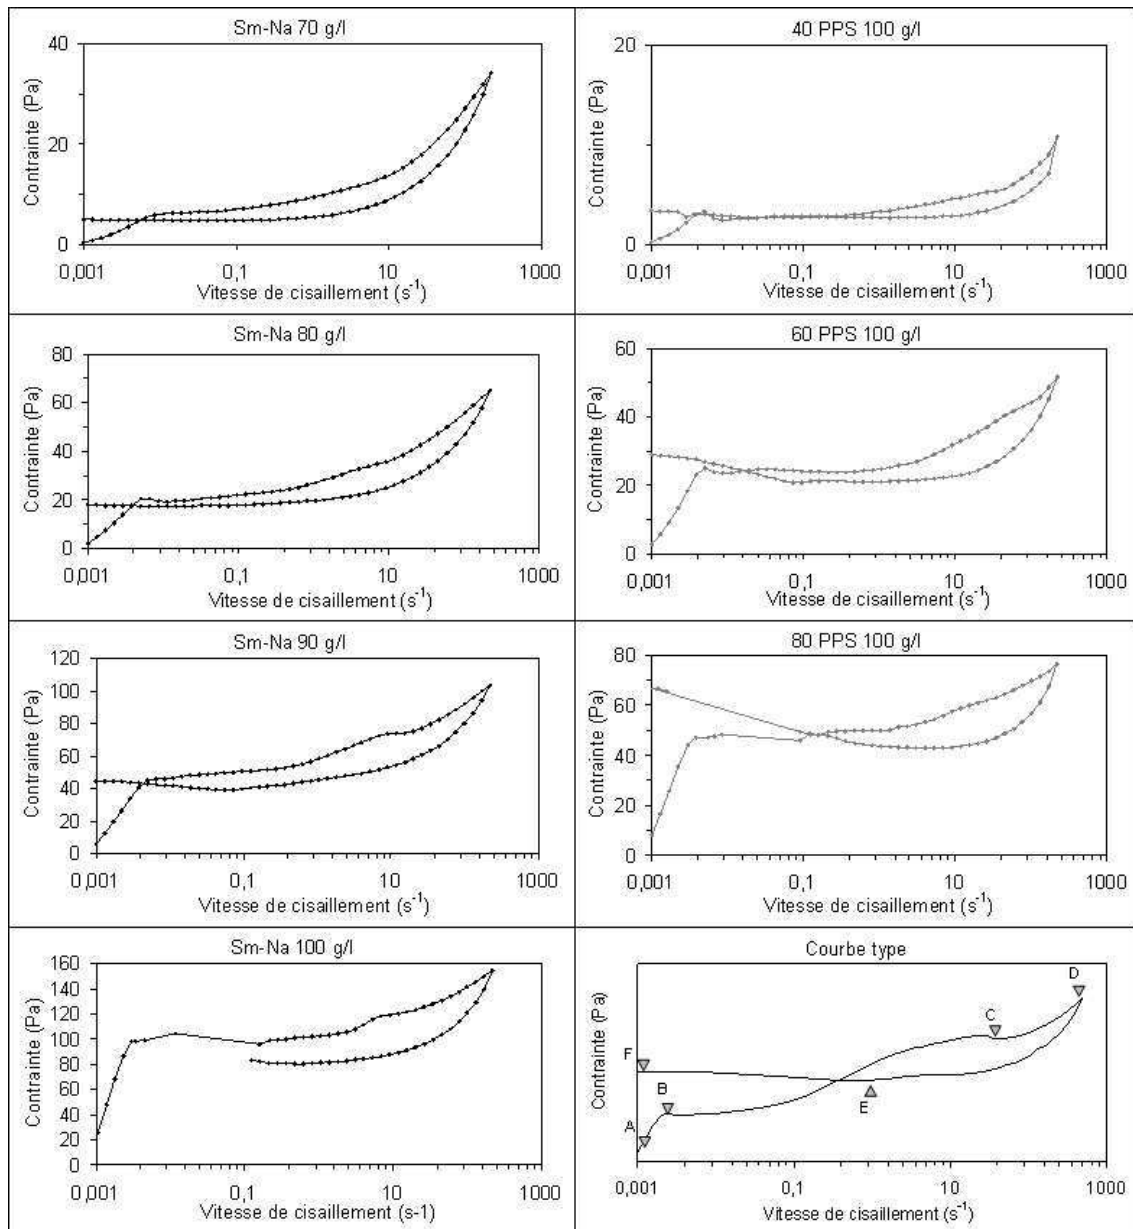 Sm-Na 70 g/l
40
20
0
Contrainte (Pa)
0,001
0,1
10
1000
Vitesse de cisaillement (s-1)
40 PPS 100 g/l
20
10
0
Contrainte (Pa)
0,001
0,1
10
1000
Vitesse de cisaillement (s-1)
Sm-Na 80 g/l
80
60
40
20
0
Contrainte (Pa)
0,001
0,1
10
1000
Vitesse de cisaillement (s-1)
60 PPS 100 g/l
60
40
20
0
Contrainte (Pa)
0,001
0,1
10
1000
Vitesse de cisaillement (s-1)
Sm-Na 90 g/l
120
100
80
60
40
20
0
Contrainte (Pa)
0,001
0,1
10
1000
Vitesse de cisaillement (s-1)
80 PPS 100 g/l
80
60
40
20
0
Contrainte (Pa)
0,001
0,1
10
1000
Vitesse de cisaillement (s-1)
Sm-Na 100 g/l
160
140
120
100
80
60
40
20
0
Contrainte (Pa)
0,001
0,1
10
1000
Vitesse de cisaillement (s-1)
Courbe type
D
C
F
B
E
A
Contrainte (Pa)
0,001
0,1
10
1000
Vitesse de cisaillement (s-1)